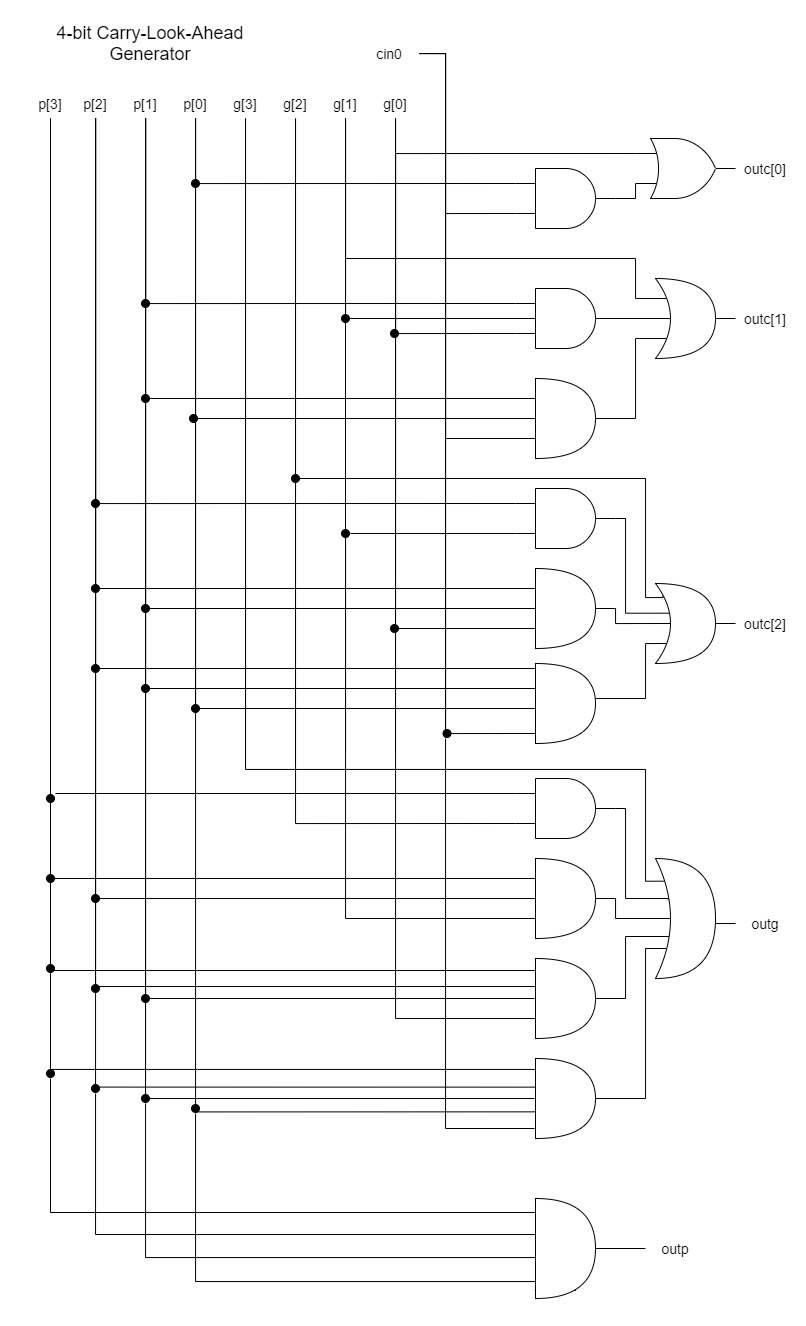 4-bit Carry-Look-Ahead
Generator
cin0
p[3] p[2] p[1] p[0] g[3] g[2] g[1] g[0]
outc[0]
outc[1]
outc[2]
outg
outp